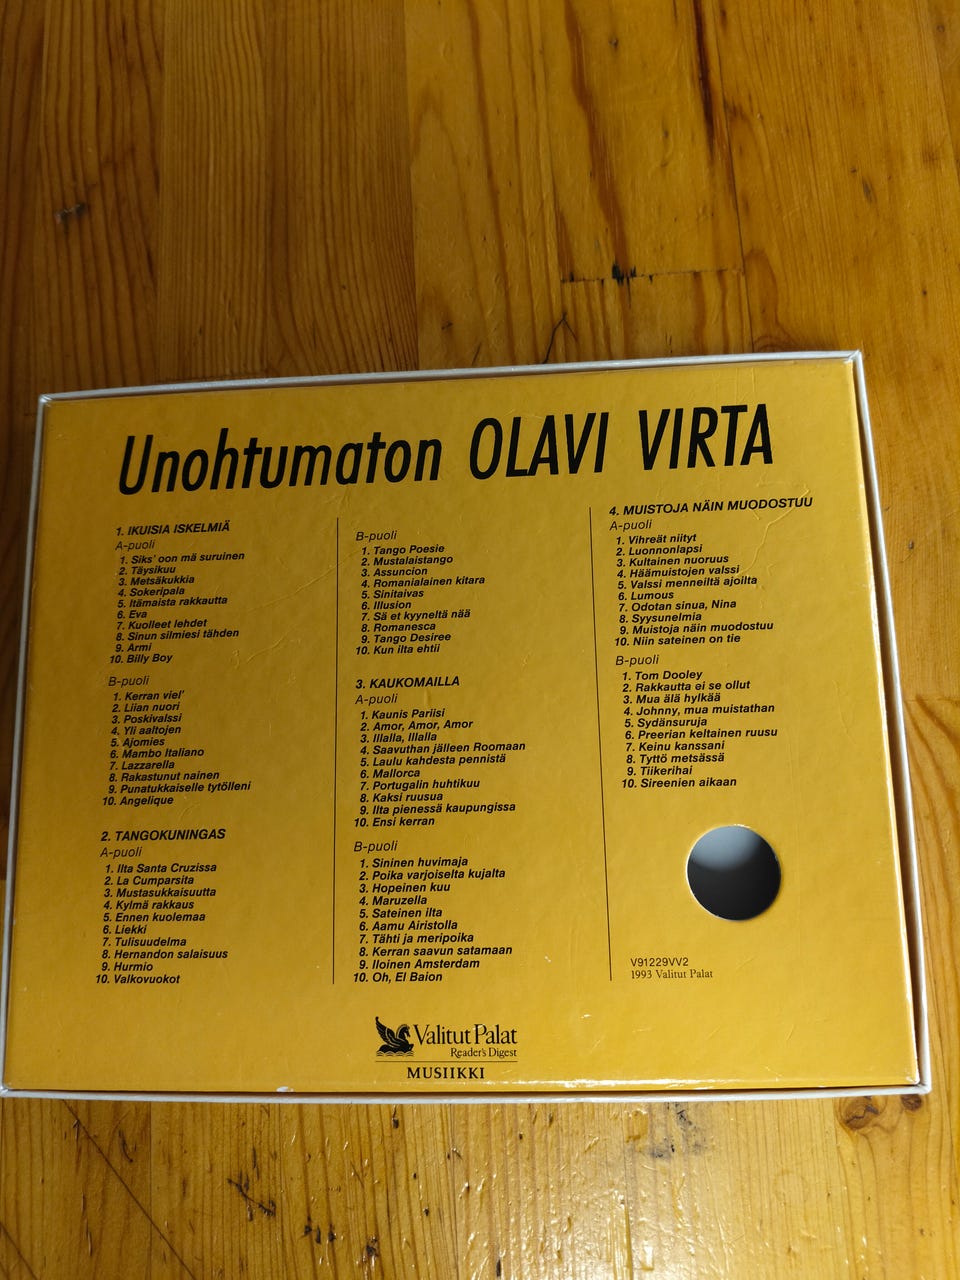 Unohtumaton OLAVI VIRTA
1. IKUISIA ISKELMIÄ
A-puoli
1. Siks' oon mä suruinen
2. Täysikuu
3. Metsäkukkia
4. Sokeripala
5. Itämaista rakkautta
6. Eva
7. Kuolleet lehdet
8. Sinun silmiesi tähden
9. Armi
10. Billy Boy
B-puoli
1. Kerran viel'
2. Liian nuori
3. Poskivalssi
4. Yli aaltojen
5. Ajomies
6. Mambo Italiano
7. Lazzarella
8. Rakastunut nainen
9. Punatukkaiselle tytölleni
10. Angelique
2. TANGOKUNINGAS
A-puoli
1. Ilta Santa Cruzissa
2. La Cumparsita
3. Mustasukkaisuutta
4. Kylmä rakkaus
5. Ennen kuolemaa
6. Liekki
7. Tulisuudelma
8. Hernandon salaisuus
9. Hurmio
10. Valkovuokot
B-puoli
1. Tango Poesie
2. Mustalaistango
3. Assuncion
4. Romanialainen kitara
5. Sinitaivas
6. Illusion
7. Sä et kyyneltä nää
8. Romanesca
9. Tango Desiree
10. Kun ilta ehtii
3. KAUKOMAILLA
A-puoli
1. Kaunis Pariisi
2. Amor, Amor, Amor
3. Illalla, Illalla
4. Saavuthan jälleen Roomaan
5. Laulu kahdesta pennistä
6. Mallorca
7. Portugalin huhtikuu
8. Kaksi ruusua
9. Ilta pienessä kaupungissa
10. Ensi kerran
B-puoli
1. Sininen huvimaja
2. Poika varjoiselta kujalta
3. Hopeinen kuu
4. Maruzella
5. Sateinen ilta
6. Aamu Airistolla
7. Tähti ja meripoika
8. Kerran saavun satamaan
9. Iloinen Amsterdam
10. Oh, El Baion
4. MUISTOJA NÄIN MUODOSTUU
A-puoli
1. Vihreät niityt
2. Luonnonlapsi
3. Kultainen nuoruus
4. Häämuistojen valssi
5. Valssi menneiltä ajoilta
6. Lumous
7. Odotan sinua, Nina
8. Syysunelmia
9. Muistoja näin muodostuu
10. Niin sateinen on tie
B-puoli
1. Tom Dooley
2. Rakkautta ei se ollut
3. Mua älä hylkää
4. Johnny, mua muistathan
5. Sydänsuruja
6. Preerian keltainen ruusu
7. Keinu kanssani
8. Tyttö metsässä
9. Tiikerihai
10. Sireenien aikaan
V91229VV2
1993 Valitut Palat
Valitut Palat
Reader's Digest
MUSIIKKI